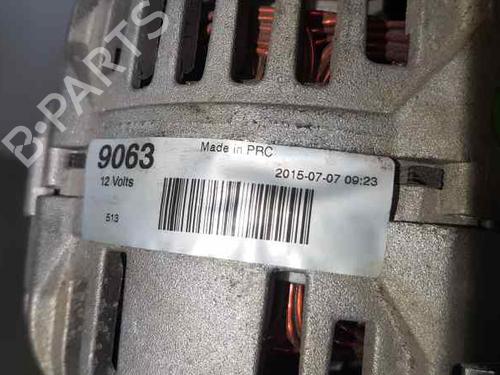 B-PARTS
9063
Made in PRC
12 Volts
2015-07-07 09:23
513